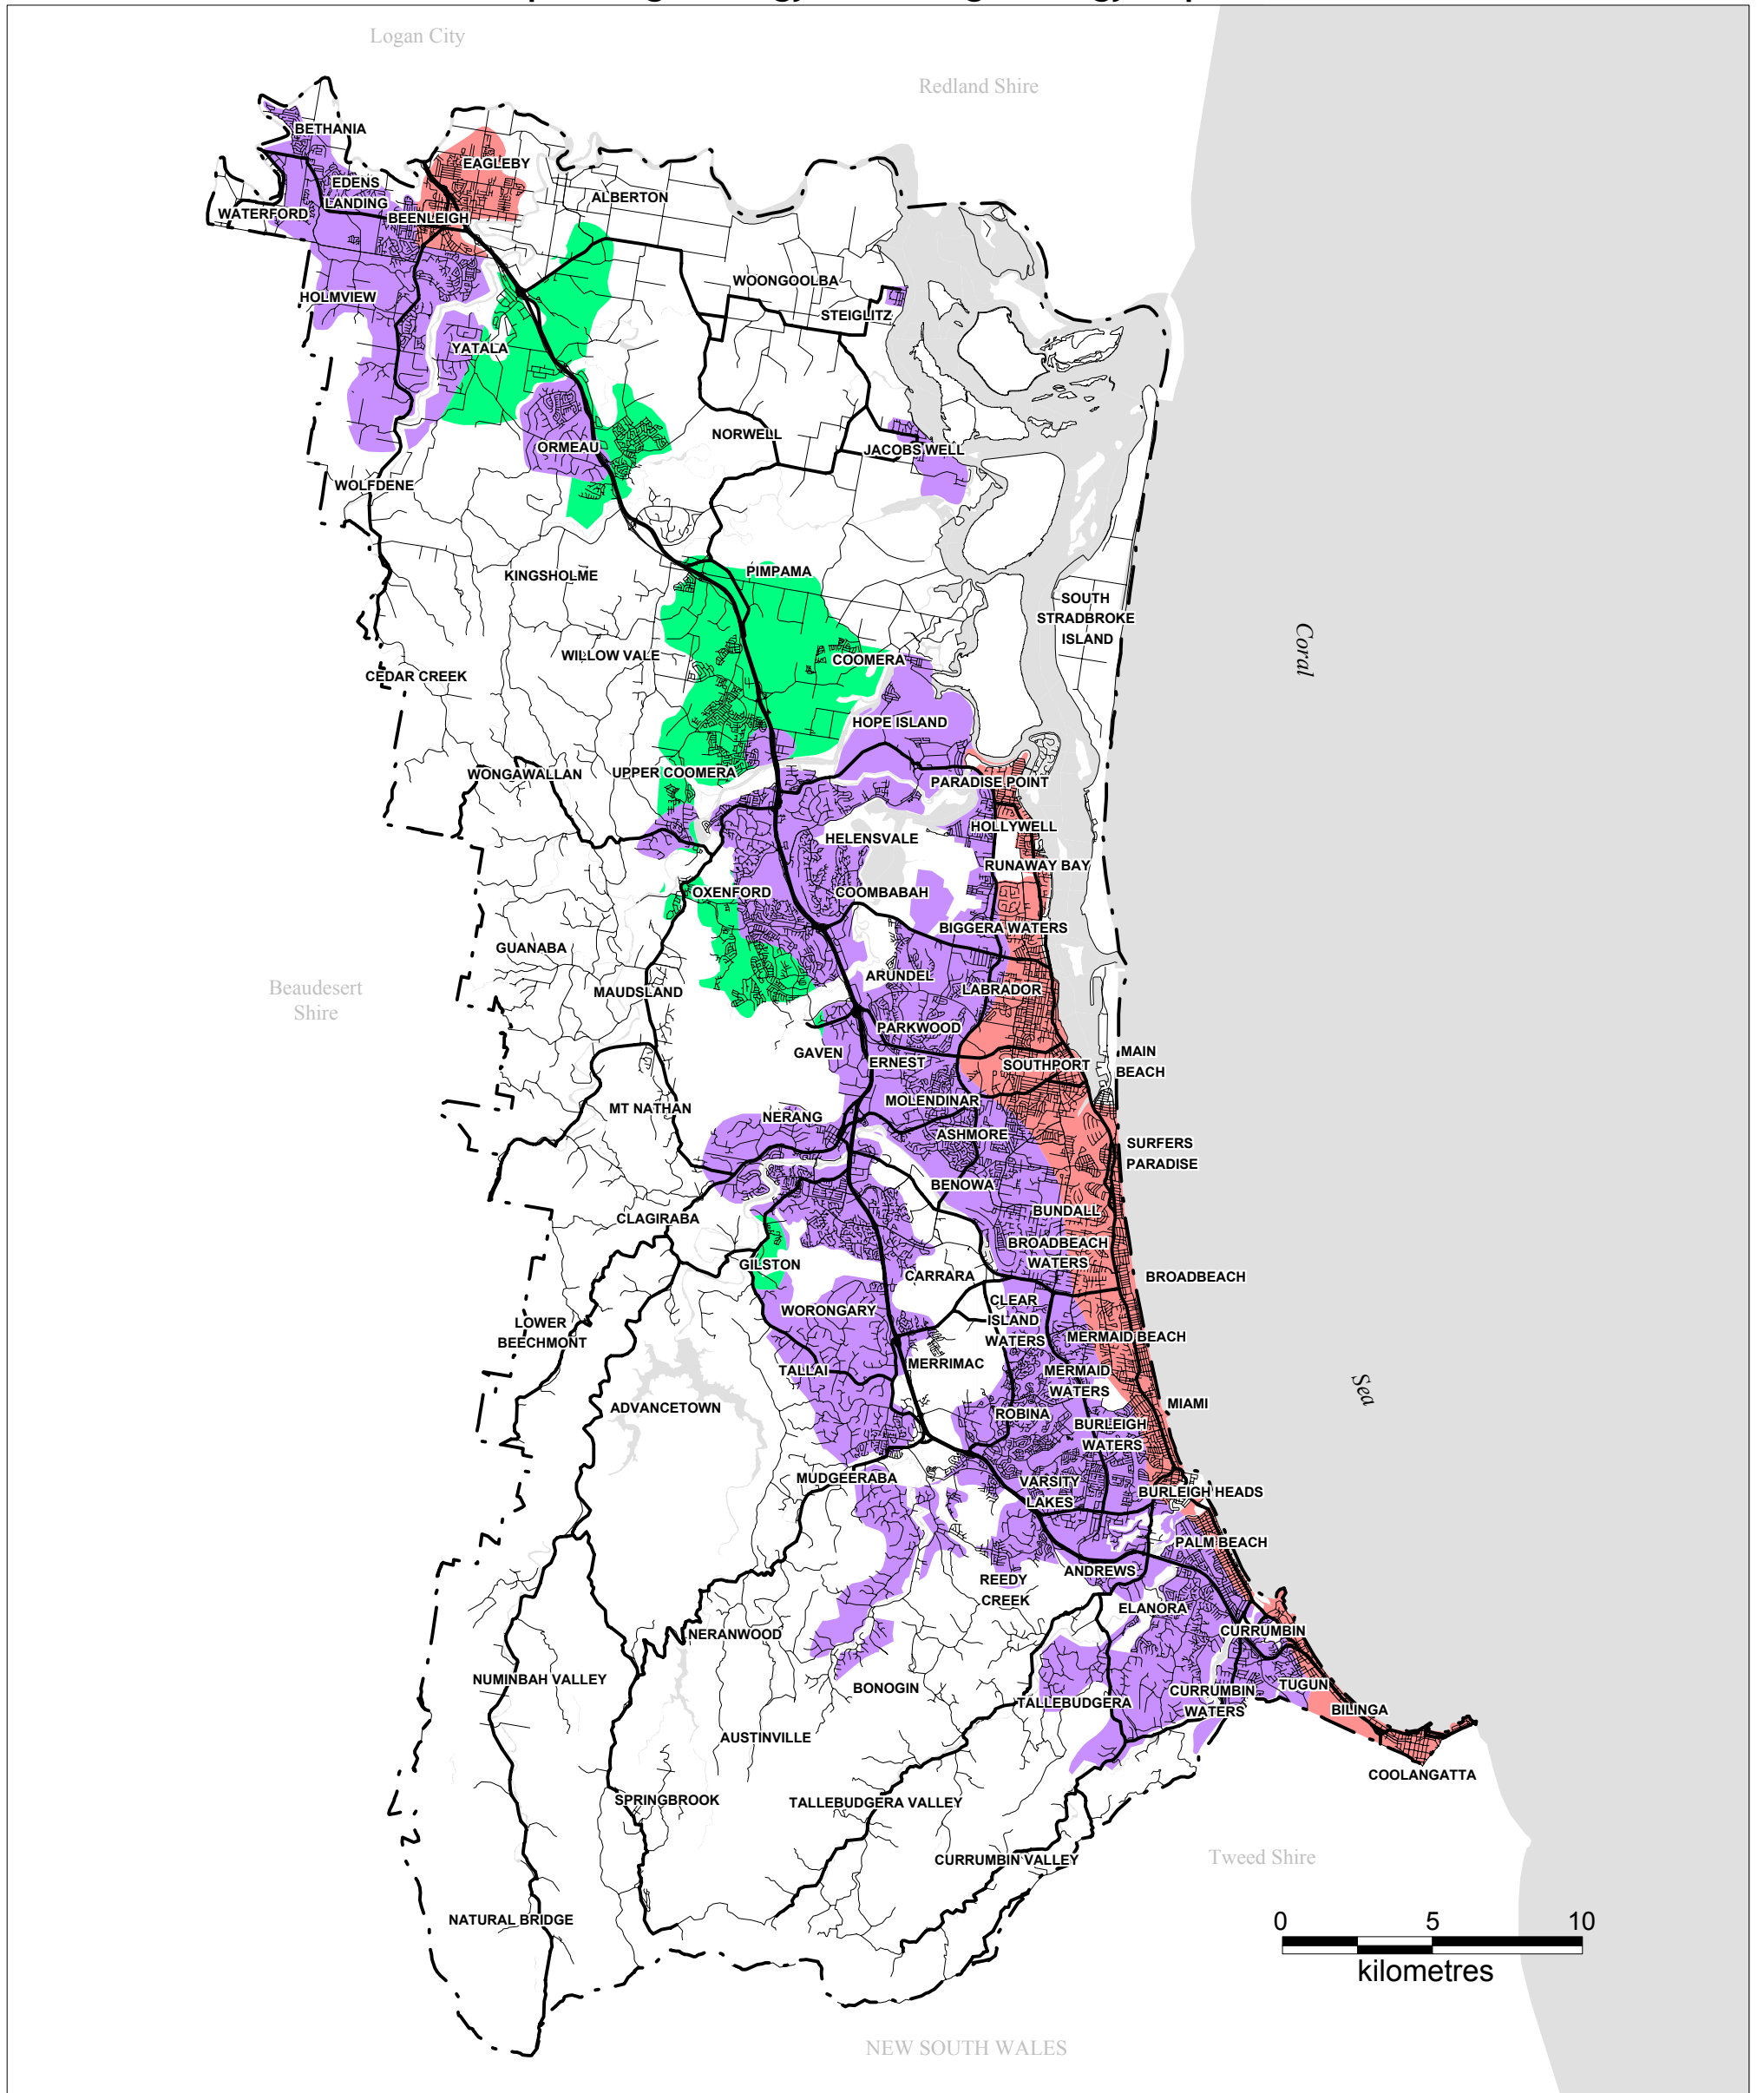 Logan City
Redland Shire
BETHANIA
EAGLEBY
EDENS
LANDING
ALBERTON
WATERFORD
BEENLEIGH
WOONGOOLBA
HOLMVIEW
STEIGLITZ
YATALA
NORWELL
ORMEAU
JACOBS WELL
WOLFDENE
PIMPAMA
KINGSHOLME
SOUTH
STRADBROKE
ISLAND
Coral
WILLOW VALE
COOMERA
CEDAR CREEK
HOPE ISLAND
WONGAWALLAN
UPPER COOMERA
PARADISE POINT
HOLLYWELL
HELENSVALE
RUNAWAY BAY
OXENFORD
COOMBABAH
BIGGERA WATERS
GUANABA
ARUNDEL
Beaudesert
Shire
MAUDSLAND
LABRADOR
PARKWOOD
GAVEN
ERNEST
SOUTHPORT
MAIN
BEACH
MOLENDINAR
MT NATHAN
NERANG
ASHMORE
SURFERS
PARADISE
BENOWA
BUNDALL
CLAGIRABA
BROADBEACH
WATERS
GILSTON
CARRARA
BROADBEACH
CLEAR
ISLAND
WATERS
WORONGARY
LOWER
BEECHMONT
MERMAID BEACH
MERRIMAC
TALLAI
MERMAID
WATERS
Sea
ADVANCETOWN
MIAMI
ROBINA
BURLEIGH
WATERS
MUDGEERABA
VARSITY
LAKES
BURLEIGH HEADS
PALM BEACH
ANDREWS
REEDY
CREEK
ELANORA
NERANWOOD
CURRUMBIN
NUMINBAH VALLEY
BONOGIN
TUGUN
CURRUMBIN
WATERS
TALLEBUDGERA
BILINGA
AUSTINVILLE
COOLANGATTA
SPRINGBROOK
TALLEBUDGERA VALLEY
CURRUMBIN VALLEY
Tweed Shire
NATURAL BRIDGE
0 5 10
kilometres
NEW SOUTH WALES